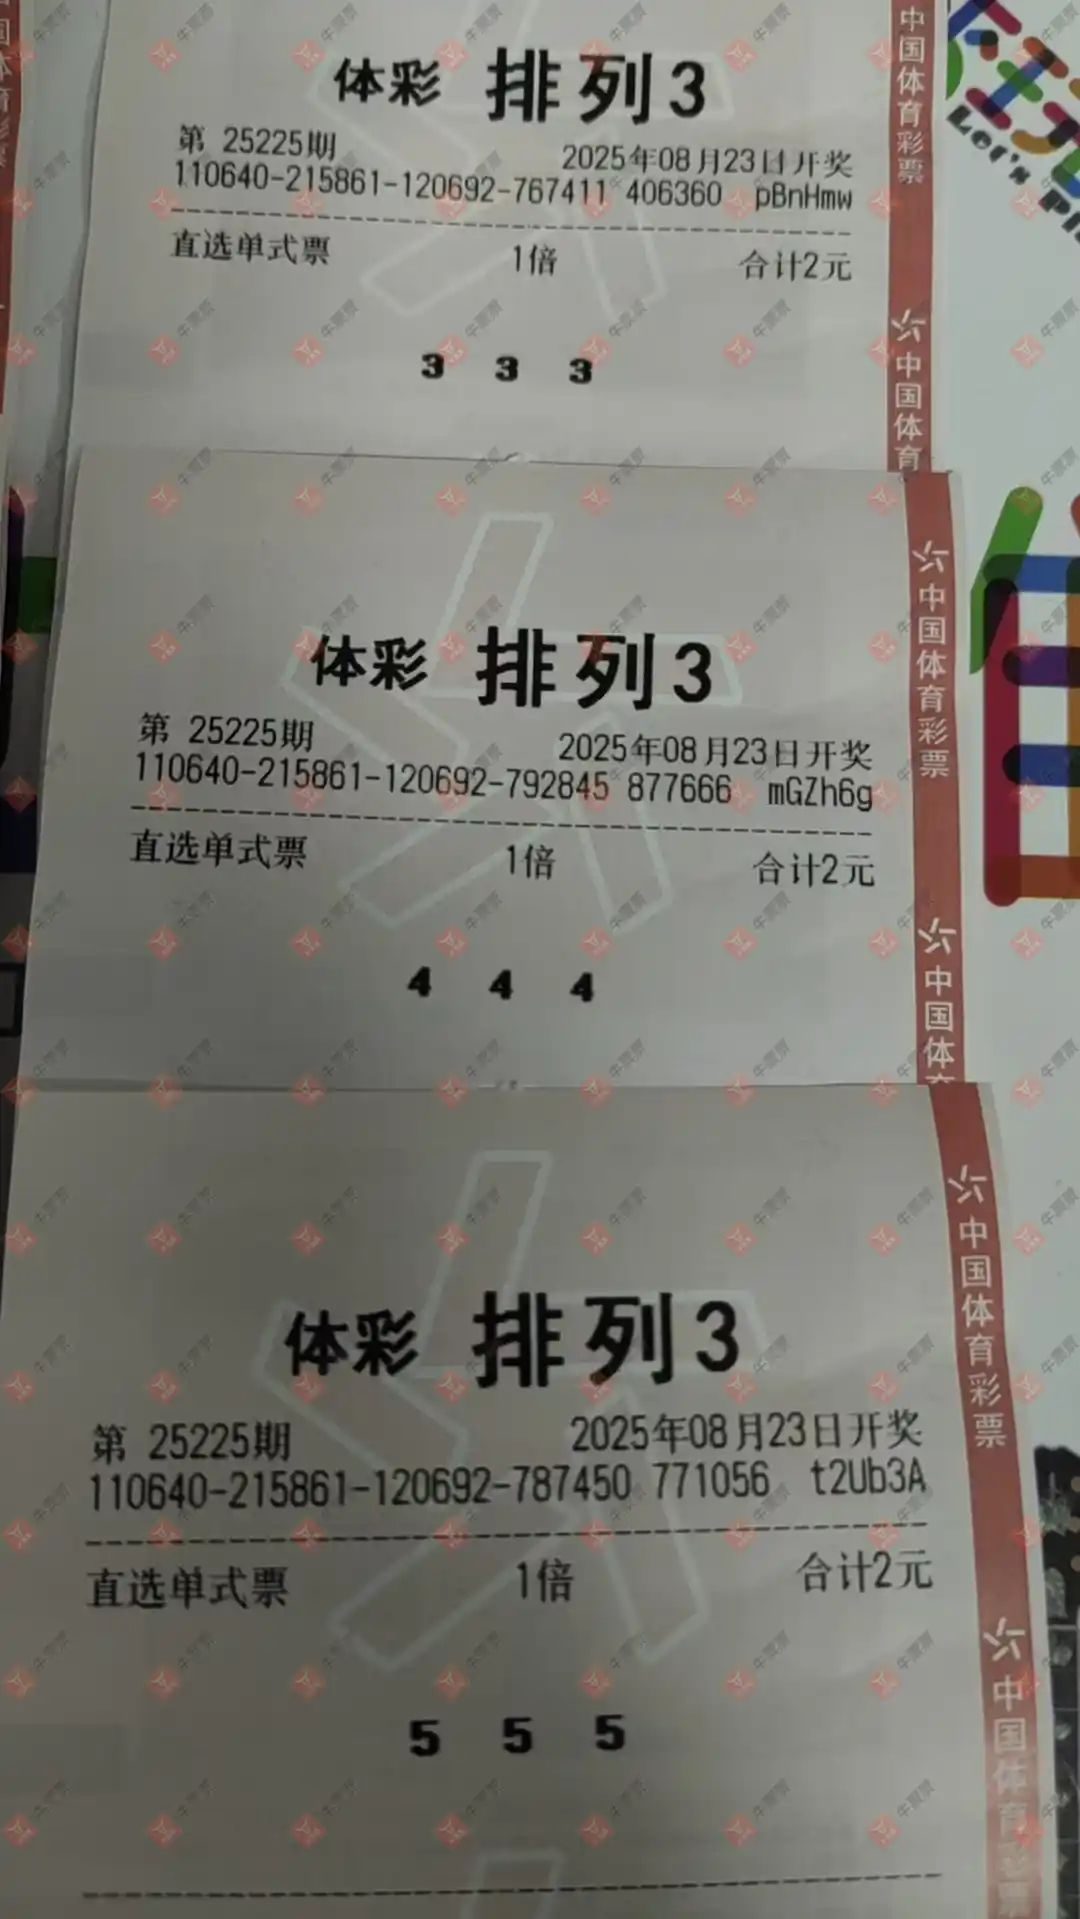 体彩 排列3
第 25225期 2025年08月23日开奖
110640-215861-120692-767411 406360 pBnHmw
直选单式票 1倍 合计2元
3 3 3
体彩 排列3
第 25225期 2025年08月23日开奖
110640-215861-120692-792845 877666 mGZh6g
直选单式票 1倍 合计2元
4 4 4
体彩 排列3
第 25225期 2025年08月23日开奖
110640-215861-120692-787450 771056 t2Ub3A
直选单式票 1倍 合计2元
5 5 5
中国体育彩票
中国体育
中国体育彩票
中国体
中国体育彩票
中国体育彩票
Let's